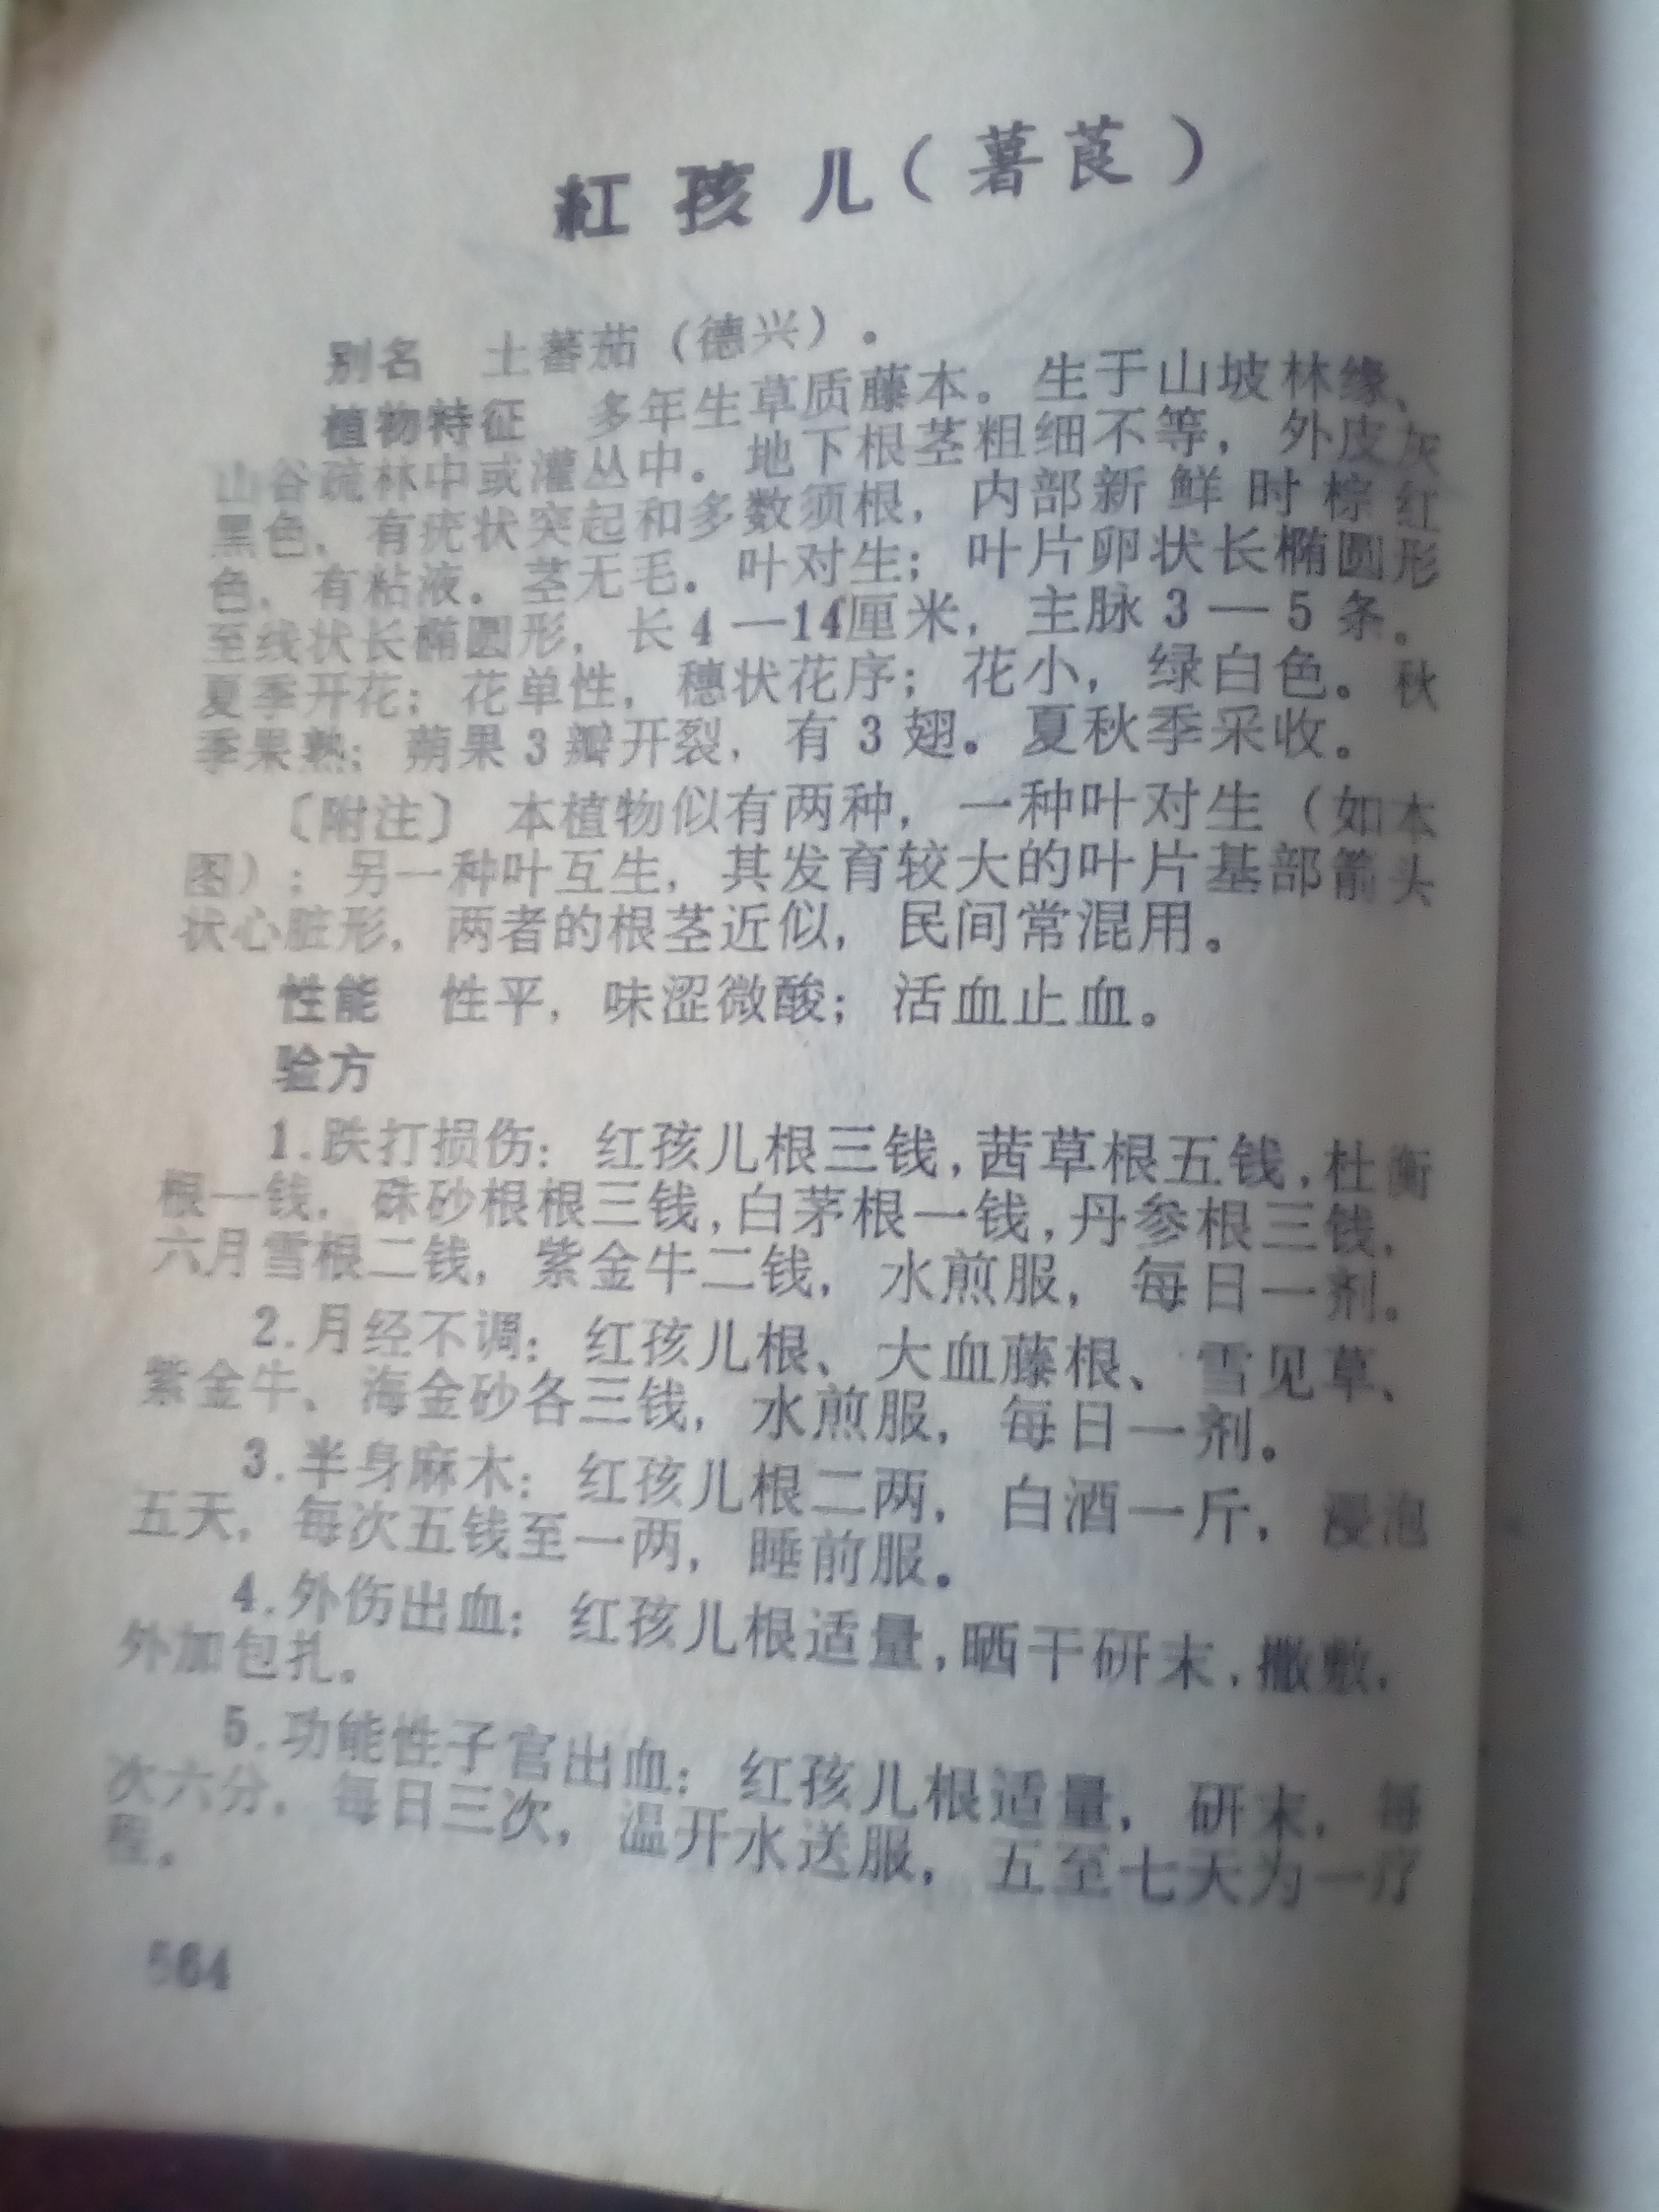 紅孩儿（薯莨）
别名　土蕃茄（德兴）。
植物特征　多年生草质藤本。生于山坡林缘、
山谷疏林中或灌丛中。地下根茎粗细不等，外皮灰
黑色，有疣状突起和多数须根，内部新鲜时棕红
色，有粘液。茎无毛。叶对生；叶片卵状长椭圆形
至线状长椭圆形，长4—14厘米，主脉3—5条。
夏季开花；花单性，穗状花序；花小，绿白色。秋
季果熟；蒴果3瓣开裂，有3翅。夏秋季采收。
〔附注〕本植物似有两种，一种叶对生（如本
图）；另一种叶互生，其发育较大的叶片基部箭头
状心脏形，两者的根茎近似，民间常混用。
性能　性平，味涩微酸；活血止血。
验方
1.跌打损伤：红孩儿根三钱，茜草根五钱，杜衡
根一钱，硃砂根根三钱，白茅根一钱，丹参根三钱，
六月雪根二钱，紫金牛二钱，水煎服，每日一剂。
2.月经不调：红孩儿根、大血藤根、雪见草、
紫金牛、海金砂各三钱，水煎服，每日一剂。
3.半身麻木：红孩儿根二两，白酒一斤，浸泡
五天，每次五钱至一两，睡前服。
4.外伤出血：红孩儿根适量，晒干研末，撒敷，
外加包扎。
5.功能性子官出血：红孩儿根适量，研末，每
次六分，每日三次，温开水送服，五至七天为一疗
程。
564